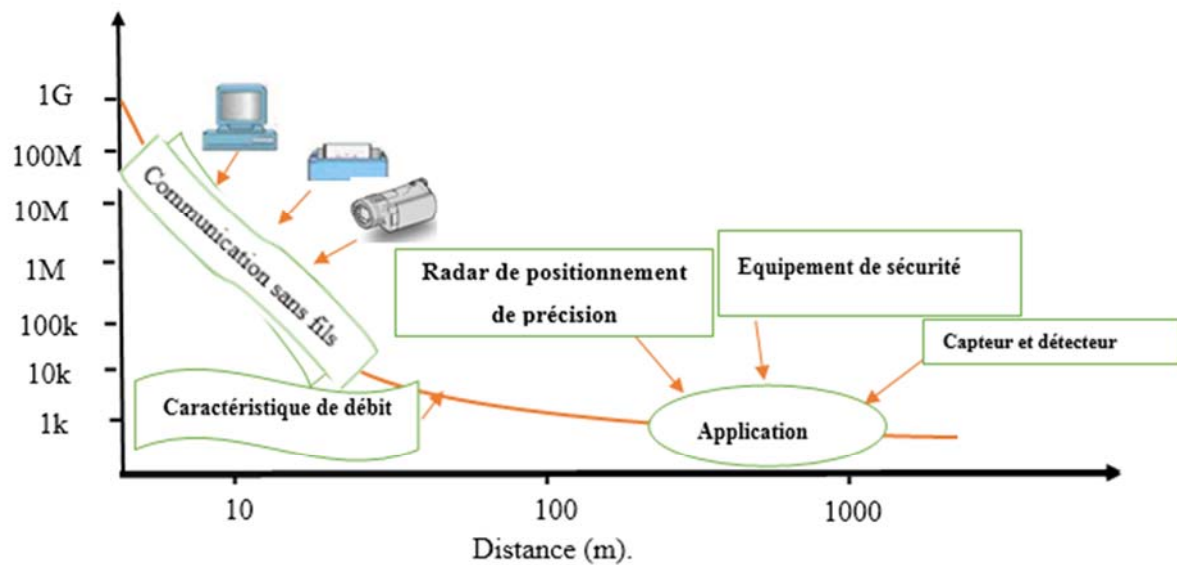 1G
100M
10M
1M
100k
10k
1k
Communication sans fils
Radar de positionnement
de précision
Equipement de sécurité
Capteur et détecteur
Caractéristique de débit
Application
10
100
1000
Distance (m).